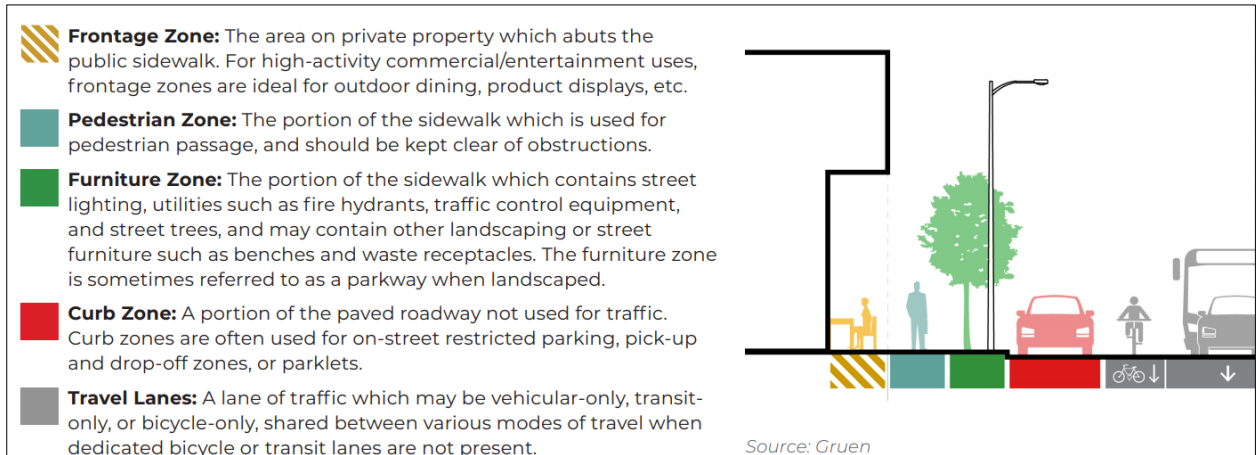 Frontage Zone: The area on private property which abuts the
public sidewalk. For high-activity commercial/entertainment uses,
frontage zones are ideal for outdoor dining, product displays, etc.
Pedestrian Zone: The portion of the sidewalk which is used for
pedestrian passage, and should be kept clear of obstructions.
Furniture Zone: The portion of the sidewalk which contains street
lighting, utilities such as fire hydrants, traffic control equipment,
and street trees, and may contain other landscaping or street
furniture such as benches and waste receptacles. The furniture zone
is sometimes referred to as a parkway when landscaped.
Curb Zone: A portion of the paved roadway not used for traffic.
Curb zones are often used for on-street restricted parking, pick-up
and drop-off zones, or parklets.
Travel Lanes: A lane of traffic which may be vehicular-only, transit-
only, or bicycle-only, shared between various modes of travel when
dedicated bicycle or transit lanes are not present.
Source: Gruen